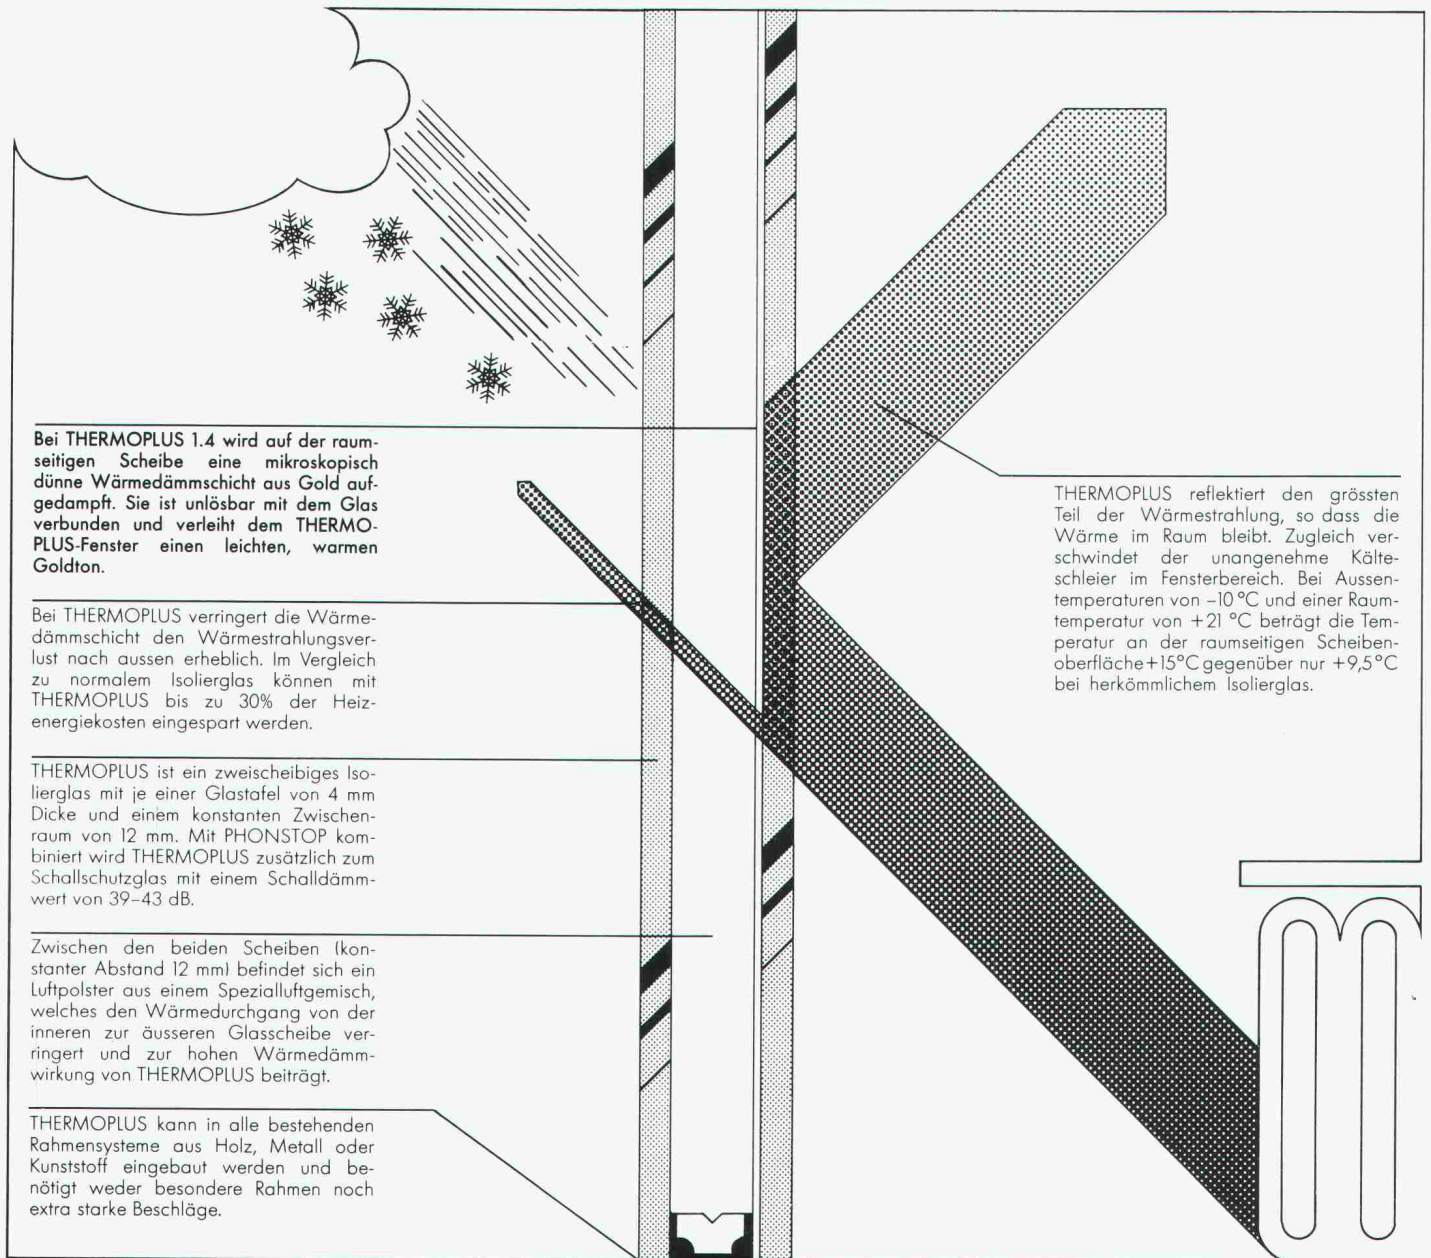 Bei THERMOPLUS 1.4 wird auf der raum-
seitigen Scheibe eine mikroskopisch
dünne Wärmedämmschicht aus Gold auf-
gedampft. Sie ist unlösbar mit dem Glas
verbunden und verleiht dem THERMO-
PLUS-Fenster einen leichten, warmen
Goldton.
Bei THERMOPLUS verringert die Wärme-
dämmschicht den Wärmestrahlungsver-
lust nach aussen erheblich. Im Vergleich
zu normalem Isolierglas können mit
THERMOPLUS bis zu 30% der Heiz-
energiekosten eingespart werden.
THERMOPLUS ist ein zweischeibiges Iso-
lierglas mit je einer Glastafel von 4 mm
Dicke und einem konstanten Zwischen-
raum von 12 mm. Mit PHONSTOP kom-
biniert wird THERMOPLUS zusätzlich zum
Schallschutzglas mit einem Schalldämm-
wert von 39–43 dB.
Zwischen den beiden Scheiben (kon-
stanter Abstand 12 mm) befindet sich ein
Luftpolster aus einem Spezialluftgemisch,
welches den Wärmedurchgang von der
inneren zur äusseren Glasscheibe ver-
ringert und zur hohen Wärmedämm-
wirkung von THERMOPLUS beiträgt.
THERMOPLUS kann in alle bestehenden
Rahmensysteme aus Holz, Metall oder
Kunststoff eingebaut werden und be-
nötigt weder besondere Rahmen noch
extra starke Beschläge.
THERMOPLUS reflektiert den grössten
Teil der Wärmestrahlung, so dass die
Wärme im Raum bleibt. Zugleich ver-
schwindet der unangenehme Kälte-
schleier im Fensterbereich. Bei Aussen-
temperaturen von –10 °C und einer Raum-
temperatur von +21 °C beträgt die Tem-
peratur an der raumseitigen Scheiben-
oberfläche +15°C gegenüber nur +9,5°C
bei herkömmlichem Isolierglas.